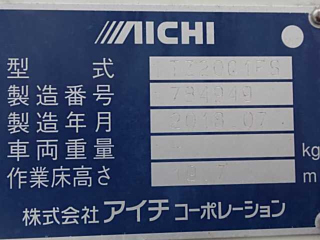 AICHI
型 式
製造番号
製造年月
車両重量 kg
作業床高さ m
株式会社アイチコーポレーション